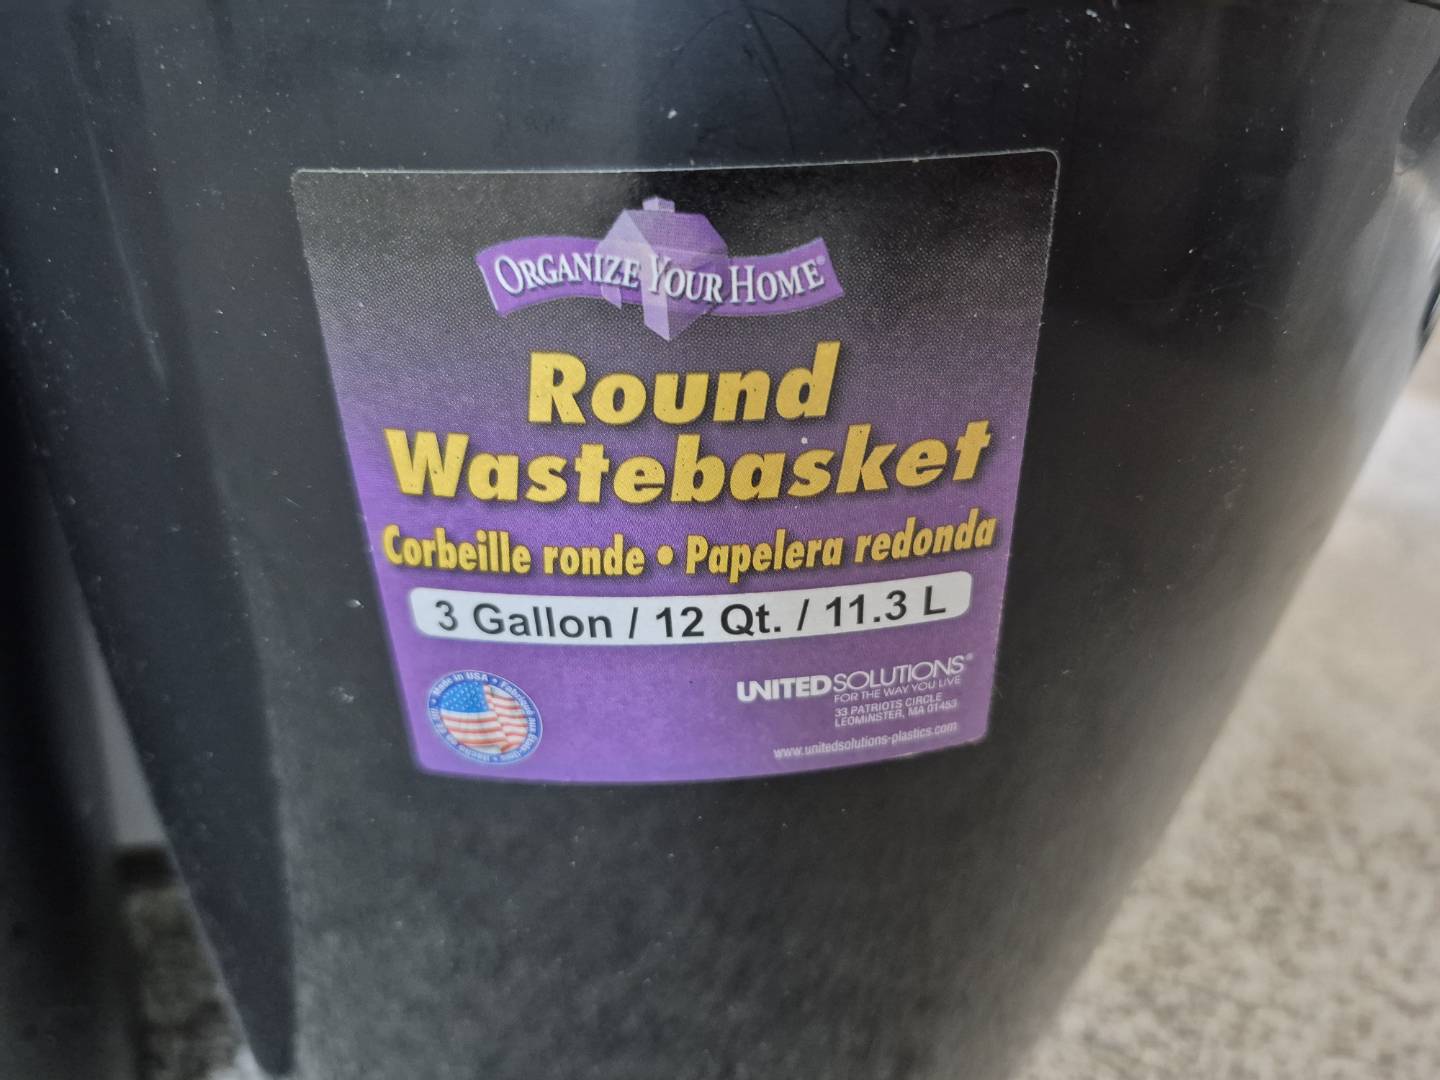 ORGANIZE YOUR HOME®
Round
Wastebasket
Corbeille ronde • Papelera redonda
3 Gallon / 12 Qt. / 11.3 L
Made in USA •
UNITED SOLUTIONS®
FOR THE WAY YOU LIVE
33 PATRIOTS CIRCLE
LEOMINSTER, MA 01453
www.unitedsolutions-plastics.com